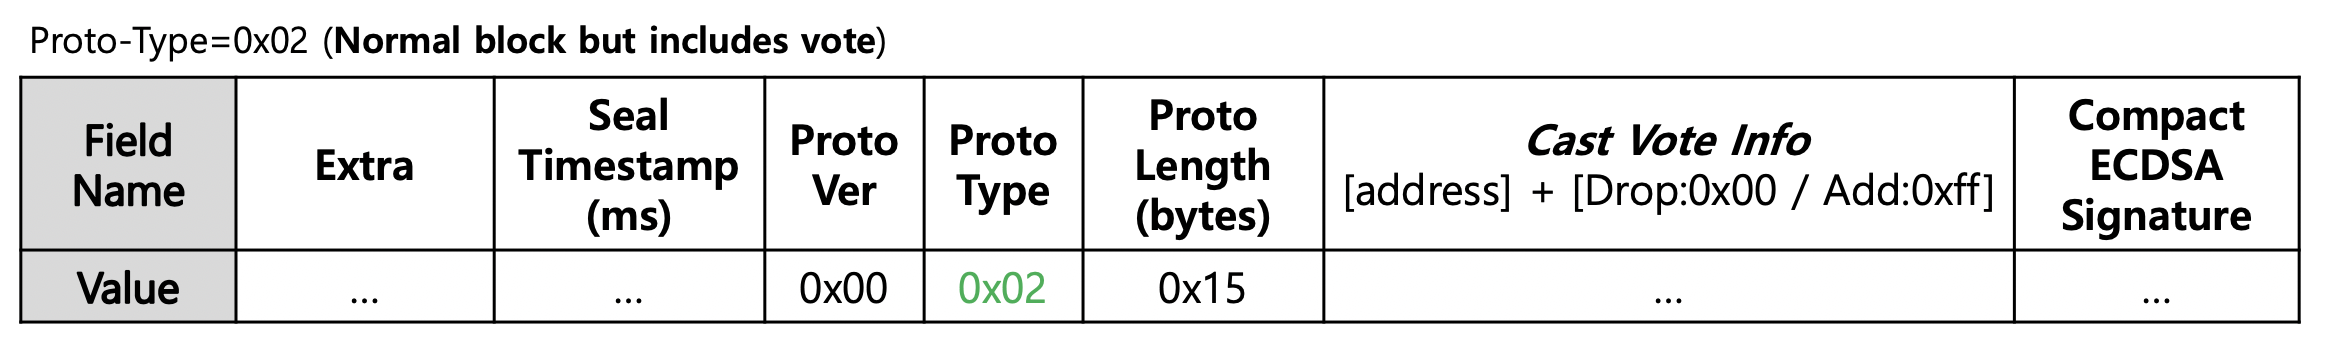 Proto-Type=0x02 (Normal block but includes vote)
Field
Name
Extra
Seal
Timestamp
(ms)
Proto
Ver
Proto
Type
Proto
Length
(bytes)
Cast Vote Info
[address] + [Drop:0x00 / Add:0xff]
Compact
ECDSA
Signature
Value
...
...
0x00
0x02
0x15
...
...